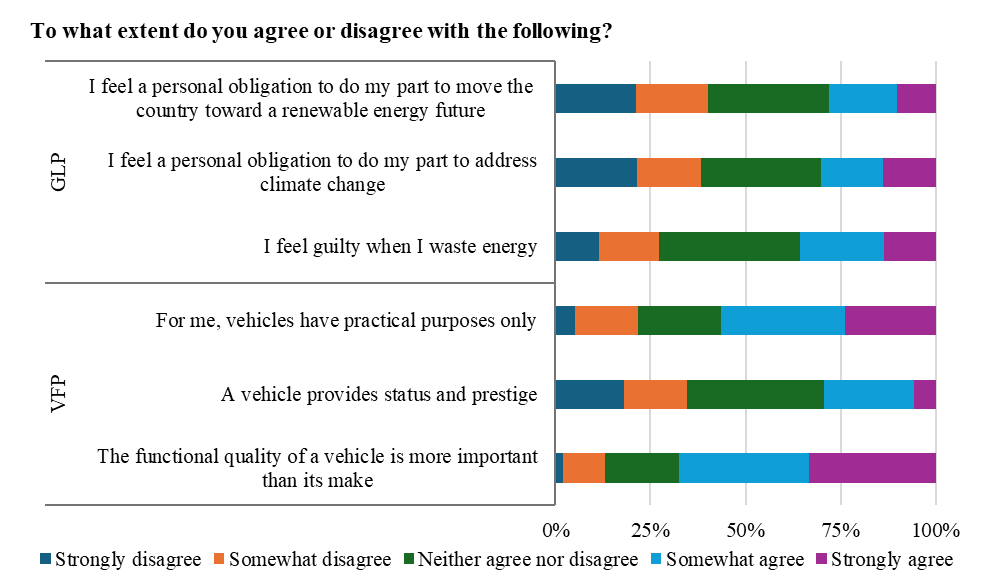 To what extent do you agree or disagree with the following?
GLP
I feel a personal obligation to do my part to move the
country toward a renewable energy future
I feel a personal obligation to do my part to address
climate change
I feel guilty when I waste energy
VFP
For me, vehicles have practical purposes only
A vehicle provides status and prestige
The functional quality of a vehicle is more important
than its make
0% 25% 50% 75% 100%
Strongly disagree Somewhat disagree Neither agree nor disagree Somewhat agree Strongly agree